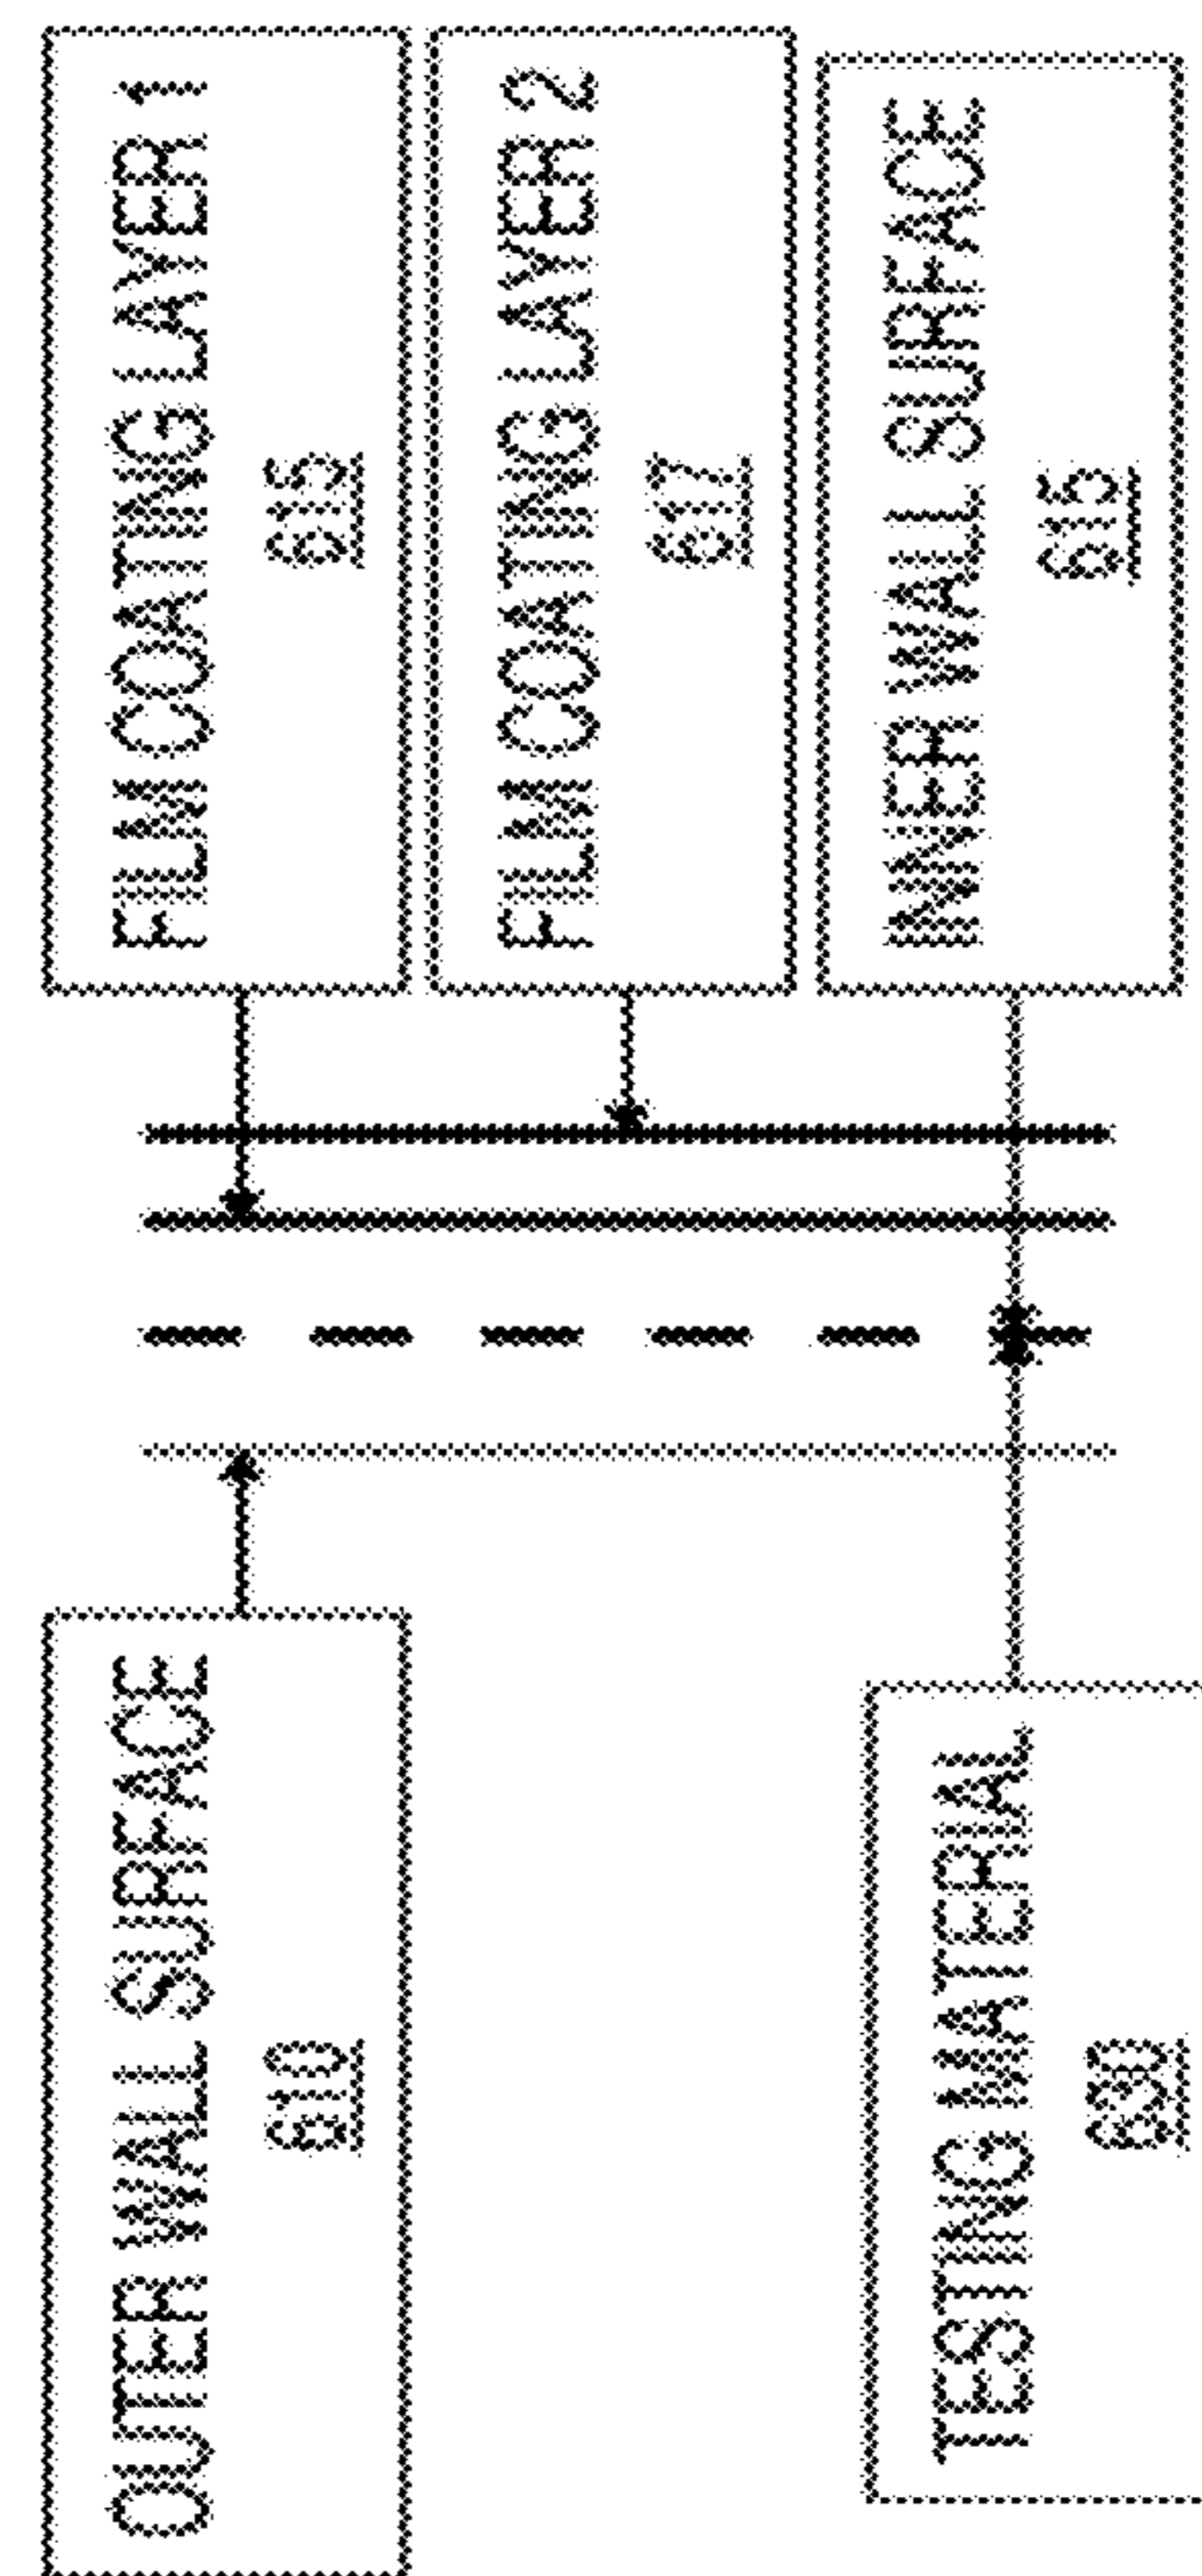 FILM COATING LAYER 1
615
FILM COATING LAYER 2
617
INNER WALL SURFACE
615
OUTER WALL SURFACE
610
TESTING MATERIAL
630